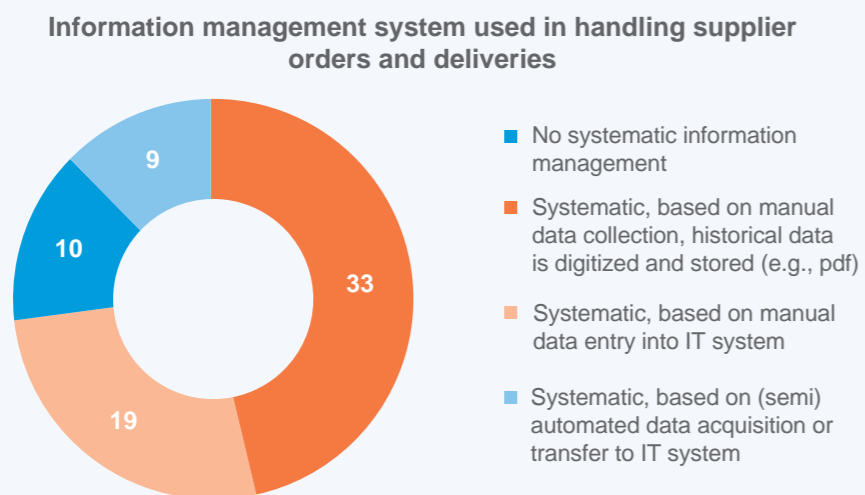 Information management system used in handling supplier
orders and deliveries
9
10
33
19
No systematic information
management
Systematic, based on manual
data collection, historical data
is digitized and stored (e.g., pdf)
Systematic, based on manual
data entry into IT system
Systematic, based on (semi)
automated data acquisition or
transfer to IT system